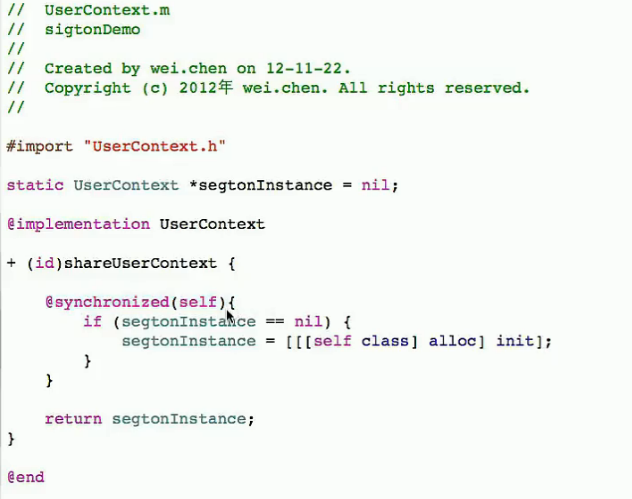 //  UserContext.m
//  sigtonDemo
//
//  Created by wei.chen on 12-11-22.
//  Copyright (c) 2012年 wei.chen. All rights reserved.
//
#import "UserContext.h"
static UserContext *segtonInstance = nil;
@implementation UserContext
+ (id)shareUserContext {
    @synchronized(self){
        if (segtonInstance == nil) {
            segtonInstance = [[[self class] alloc] init];
        }
    }
    return segtonInstance;
}
@end